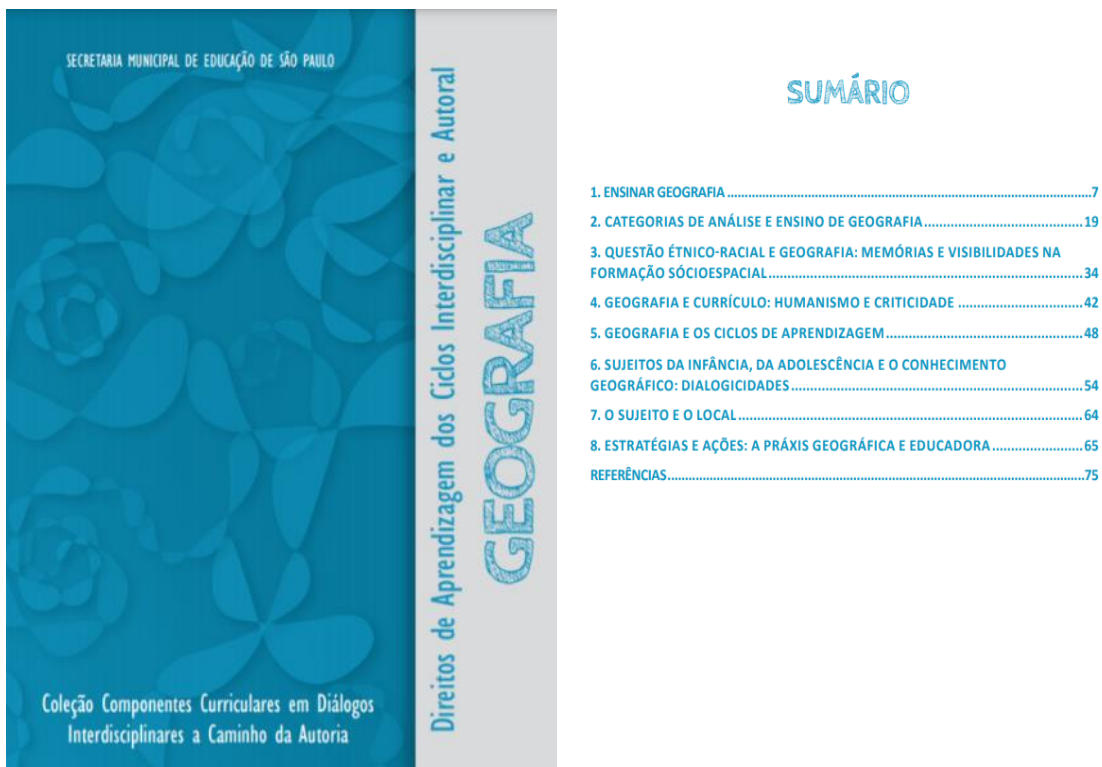 SECRETARIA MUNICIPAL DE EDUCAÇÃO DE SÃO PAULO
Direitos de Aprendizagem dos Ciclos Interdisciplinar e Autoral
GEOGRAFIA
Coleção Componentes Curriculares em Diálogos
Interdisciplinares a Caminho da Autoria
SUMÁRIO
1. ENSINAR GEOGRAFIA ........................................................................................................7
2. CATEGORIAS DE ANÁLISE E ENSINO DE GEOGRAFIA..........................................19
3. QUESTÃO ÉTNICO-RACIAL E GEOGRAFIA: MEMÓRIAS E VISIBILIDADES NA
FORMAÇÃO SÓCIOESPACIAL....................................................................................34
4. GEOGRAFIA E CURRÍCULO: HUMANISMO E CRITICIDADE .................................42
5. GEOGRAFIA E OS CICLOS DE APRENDIZAGEM....................................................48
6. SUJEITOS DA INFÂNCIA, DA ADOLESCÊNCIA E O CONHECIMENTO
GEOGRÁFICO: DIALOGICIDADES..............................................................................54
7. O SUJEITO E O LOCAL............................................................................................64
8. ESTRATÉGIAS E AÇÕES: A PRÁXIS GEOGRÁFICA E EDUCADORA........................65
REFERÊNCIAS.........................................................................................................................75